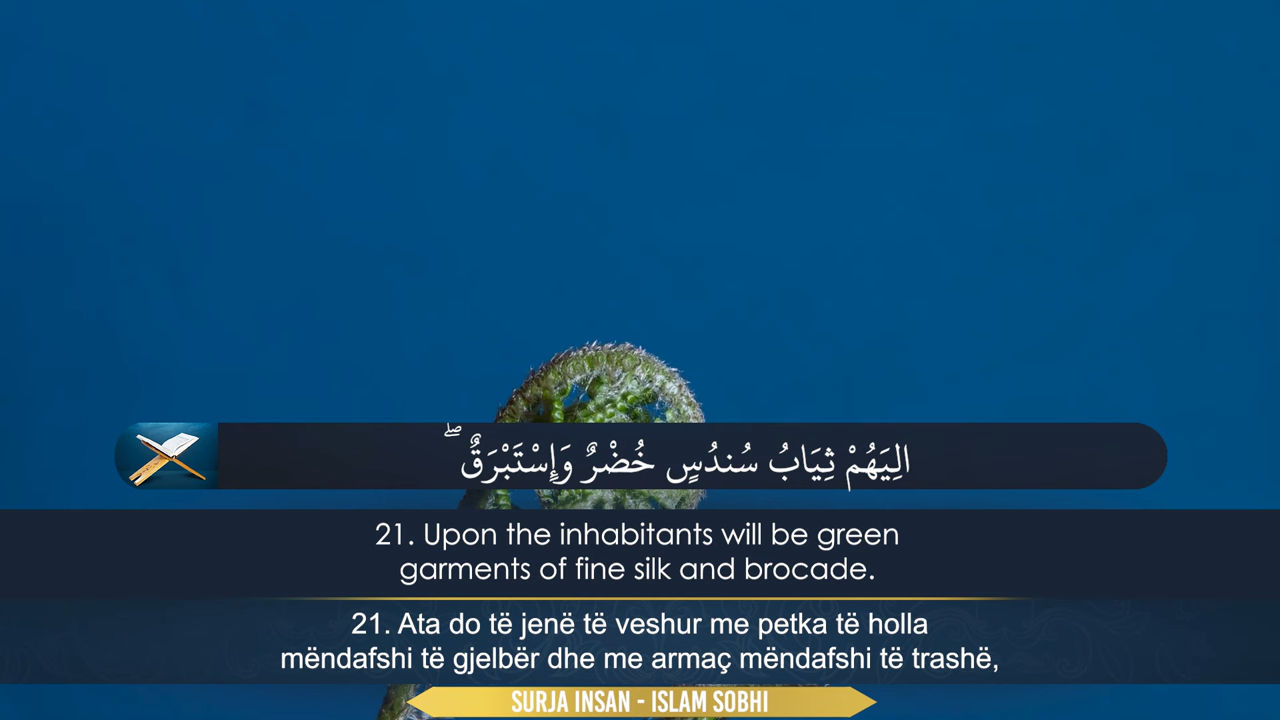 الِيَهُمْ ثِيَابُ سُندُسٍ خُضْرٌ وَإِسْتَبْرَقٌ ۖ
21. Upon the inhabitants will be green
garments of fine silk and brocade.
21. Ata do të jenë të veshur me petka të holla
mëndafshi të gjelbër dhe me armaç mëndafshi të trashë,
SURJA INSAN - ISLAM SOBHI